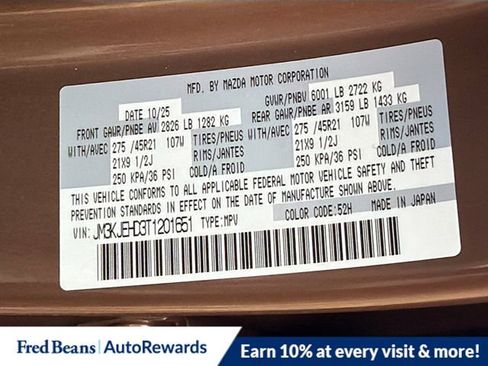 MFD. BY MAZDA MOTOR CORPORATION
DATE 10/25 GVWR/PNBV 6001 LB 2722 KG
FRONT GAWR/PNBE AV 2826 LB 1282 KG REAR GAWR/PNBE AR 3159 LB 1433 KG
WITH/AVEC 275 /45R21 107W TIRES/PNEUS WITH/AVEC 275 /45R21 107W TIRES/PNEUS
21X9 1/2J RIMS/JANTES 21X9 1/2J RIMS/JANTES
250 KPA/36 PSI COLD/A FROID 250 KPA/36 PSI COLD/A FROID
THIS VEHICLE CONFORMS TO ALL APPLICABLE FEDERAL MOTOR VEHICLE SAFETY AND THEFT
PREVENTION STANDARDS IN EFFECT ON THE DATE OF MANUFACTURE SHOWN ABOVE.
VIN: JM3KJEHD3T1201651 TYPE:MPV COLOR CODE:52H MADE IN JAPAN
Fred Beans | AutoRewards Earn 10% at every visit & more!